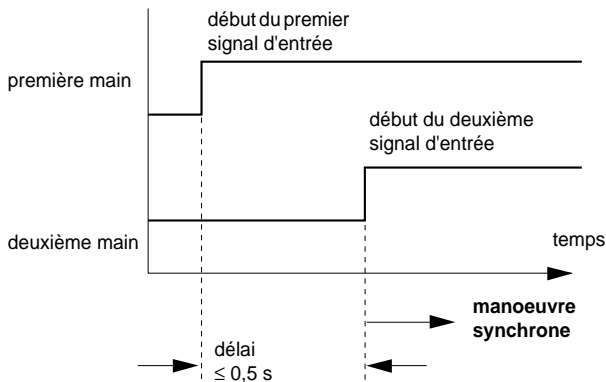 début du premier
signal d'entrée
première main
début du deuxième
signal d'entrée
deuxième main
temps
manoeuvre
synchrone
délai
≤ 0,5 s